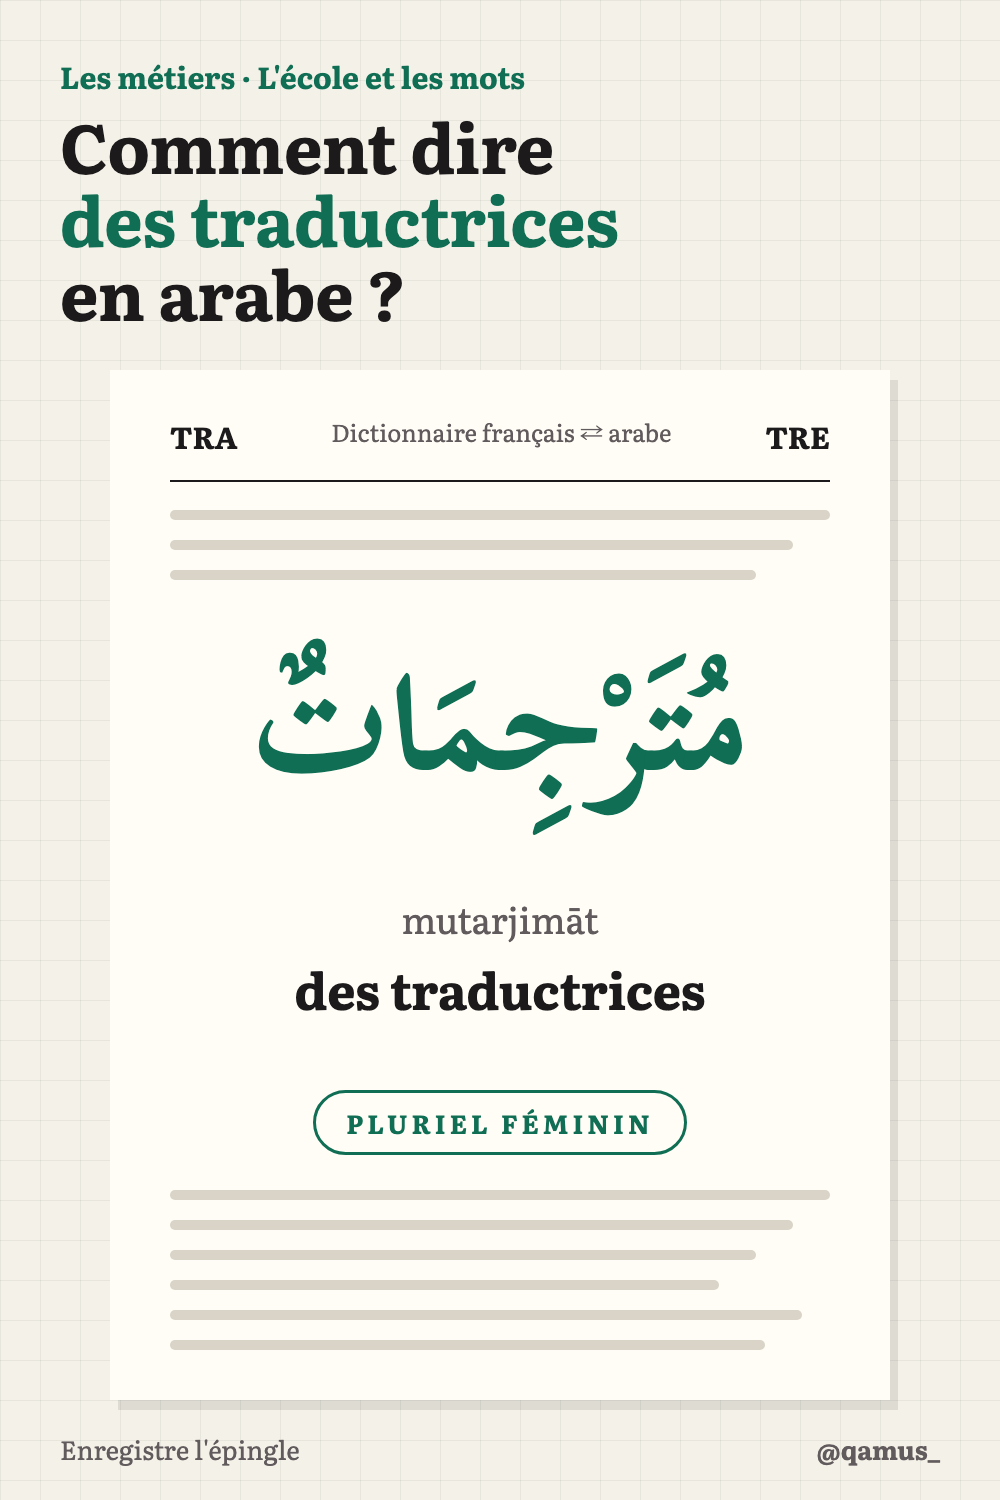 Les métiers · L'école et les mots
Comment dire
des traductrices
en arabe ?
TRA
Dictionnaire français ⇄ arabe
TRE
مُتَرْجِمَاتٌ
mutarjimāt
des traductrices
PLURIEL FÉMININ
Enregistre l'épingle
@qamus_